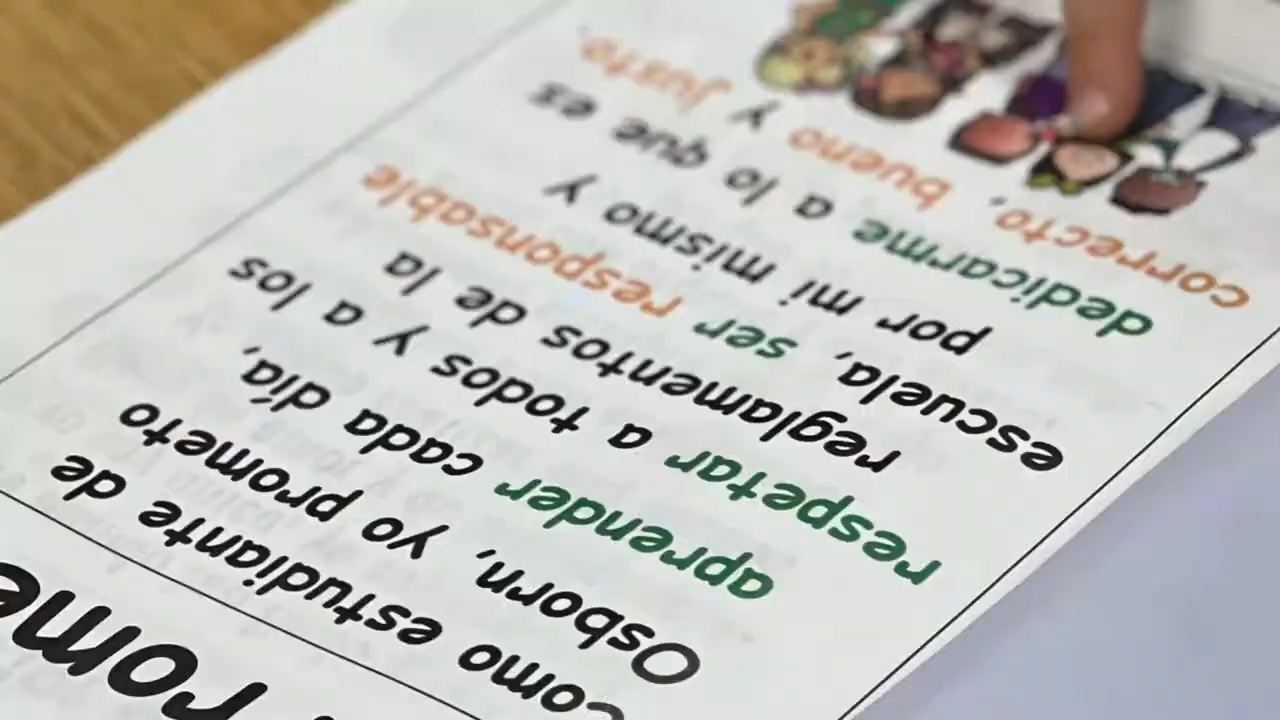 rome
Como estudiante de
Osborn, yo prometo
aprender cada día,
respetar a todos y a los
reglamentos de la
escuela, ser responsable
por mi mismo y
dedicarme a lo que es
correcto, bueno y justo.